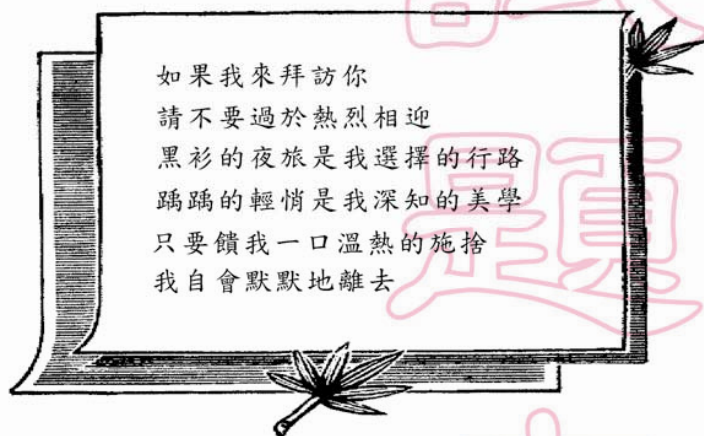 如果我來拜訪你
請不要過於熱烈相迎
黑衫的夜旅是我選擇的行路
踽踽的輕悄是我深知的美學
只要饋我一口溫熱的施捨
我自會默默地離去
題